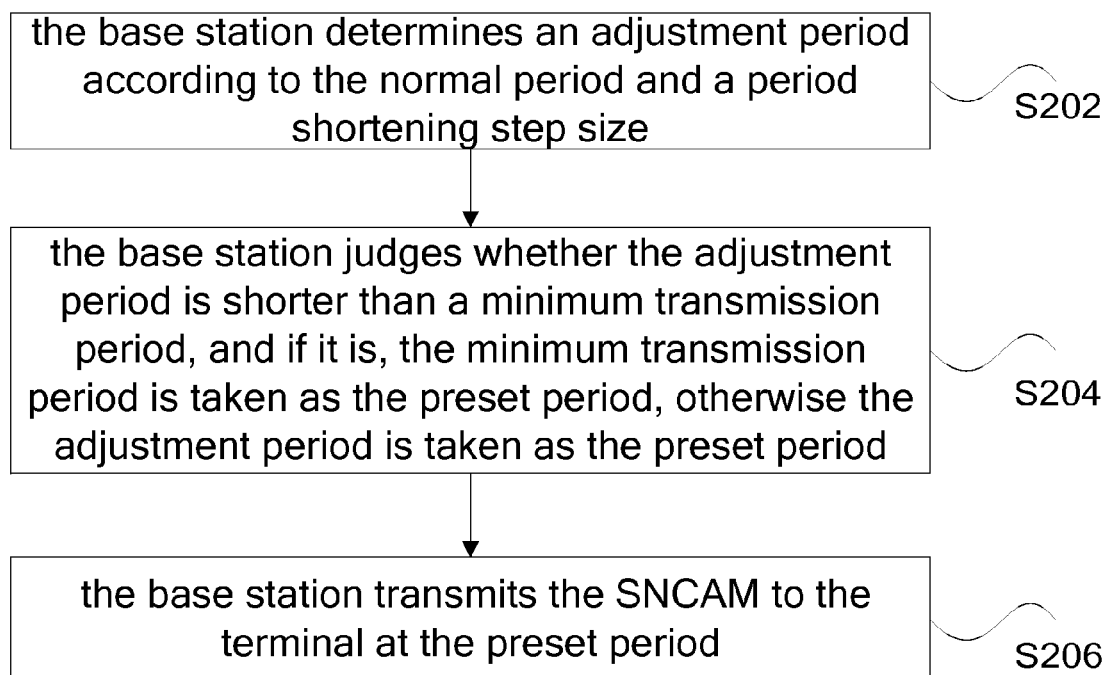 the base station determines an adjustment period
according to the normal period and a period
shortening step size
S202
the base station judges whether the adjustment
period is shorter than a minimum transmission
period, and if it is, the minimum transmission
period is taken as the preset period, otherwise the
adjustment period is taken as the preset period
S204
the base station transmits the SNCAM to the
terminal at the preset period
S206